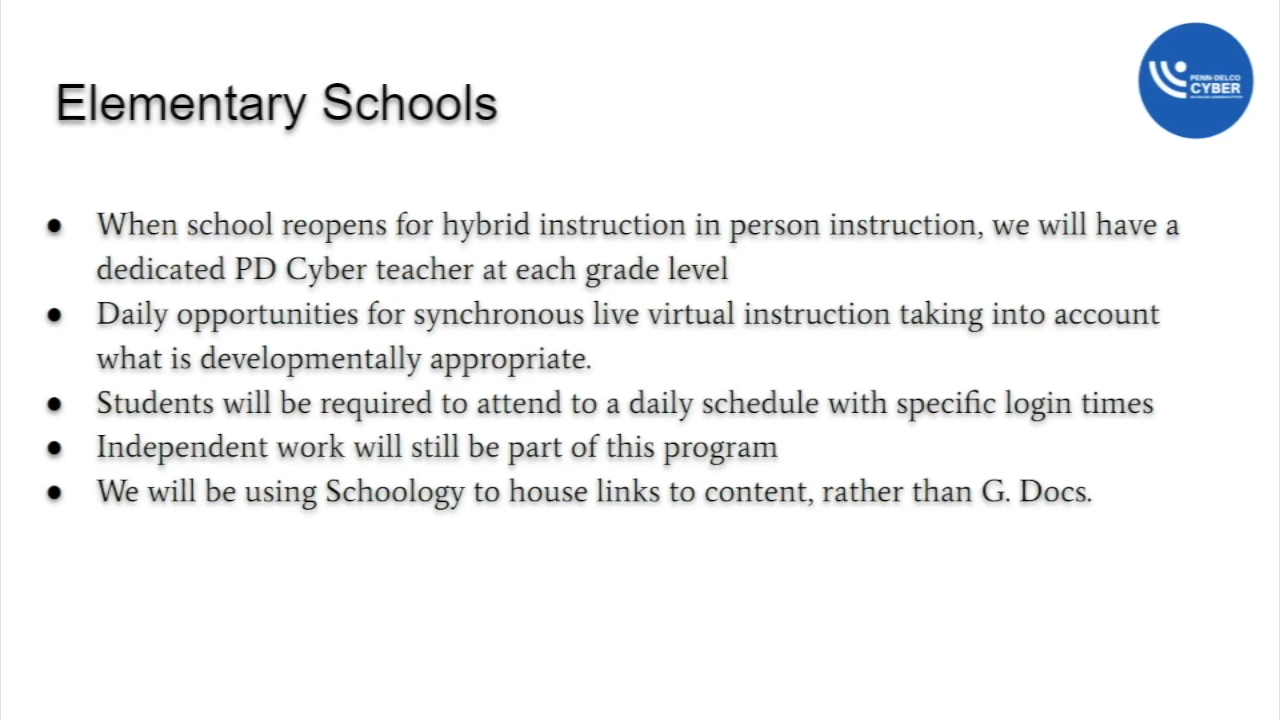 Elementary Schools
PENN-DELCO
CYBER
● When school reopens for hybrid instruction in person instruction, we will have a
dedicated PD Cyber teacher at each grade level
● Daily opportunities for synchronous live virtual instruction taking into account
what is developmentally appropriate.
● Students will be required to attend to a daily schedule with specific login times
● Independent work will still be part of this program
● We will be using Schoology to house links to content, rather than G. Docs.